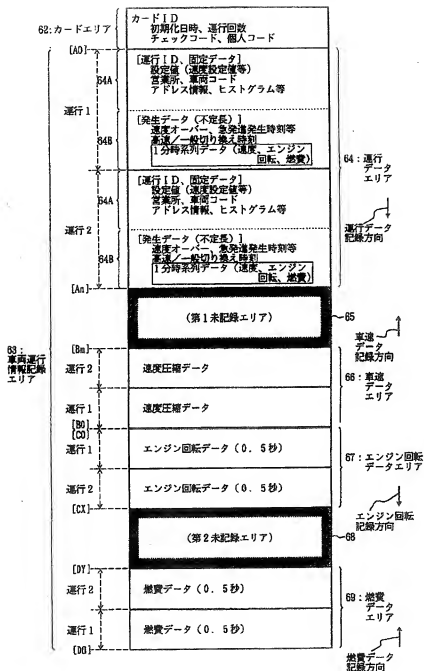 62:カードエリア
カードID
初期化日時、運行回数
チェックコード、個人コード
[A0]
運行1
64A
[運行ID、固定データ]
設定値(速度設定値等)
営業所、車両コード
アドレス情報、ヒストグラム等
64B
[発生データ(不定長)]
速度オーバー、急発進発生時刻等
高速/一般切り換え時刻
1分時系列データ(速度、エンジン
回転、燃費)
運行2
64A
[運行ID、固定データ]
設定値(速度設定値等)
営業所、車両コード
アドレス情報、ヒストグラム等
64B
[発生データ(不定長)]
速度オーバー、急発進発生時刻等
高速/一般切り換え時刻
1分時系列データ(速度、エンジン
回転、燃費)
[An]
64:運行
データ
エリア
運行データ
記録方向
63:
車両運行
情報記録
エリア
(第1未記録エリア)
65
車速
データ
記録方向
[Bm]
運行2
速度圧縮データ
66:車速
データ
エリア
運行1
速度圧縮データ
[B0]
[C0]
運行1
エンジン回転データ(0.5秒)
67:エンジン回転
データエリア
運行2
エンジン回転データ(0.5秒)
[CX]
エンジン回転
記録方向
(第2未記録エリア)
68
[DY]
運行2
燃費データ(0.5秒)
69:燃費
データ
エリア
運行1
燃費データ(0.5秒)
[D0]
燃費データ
記録方向